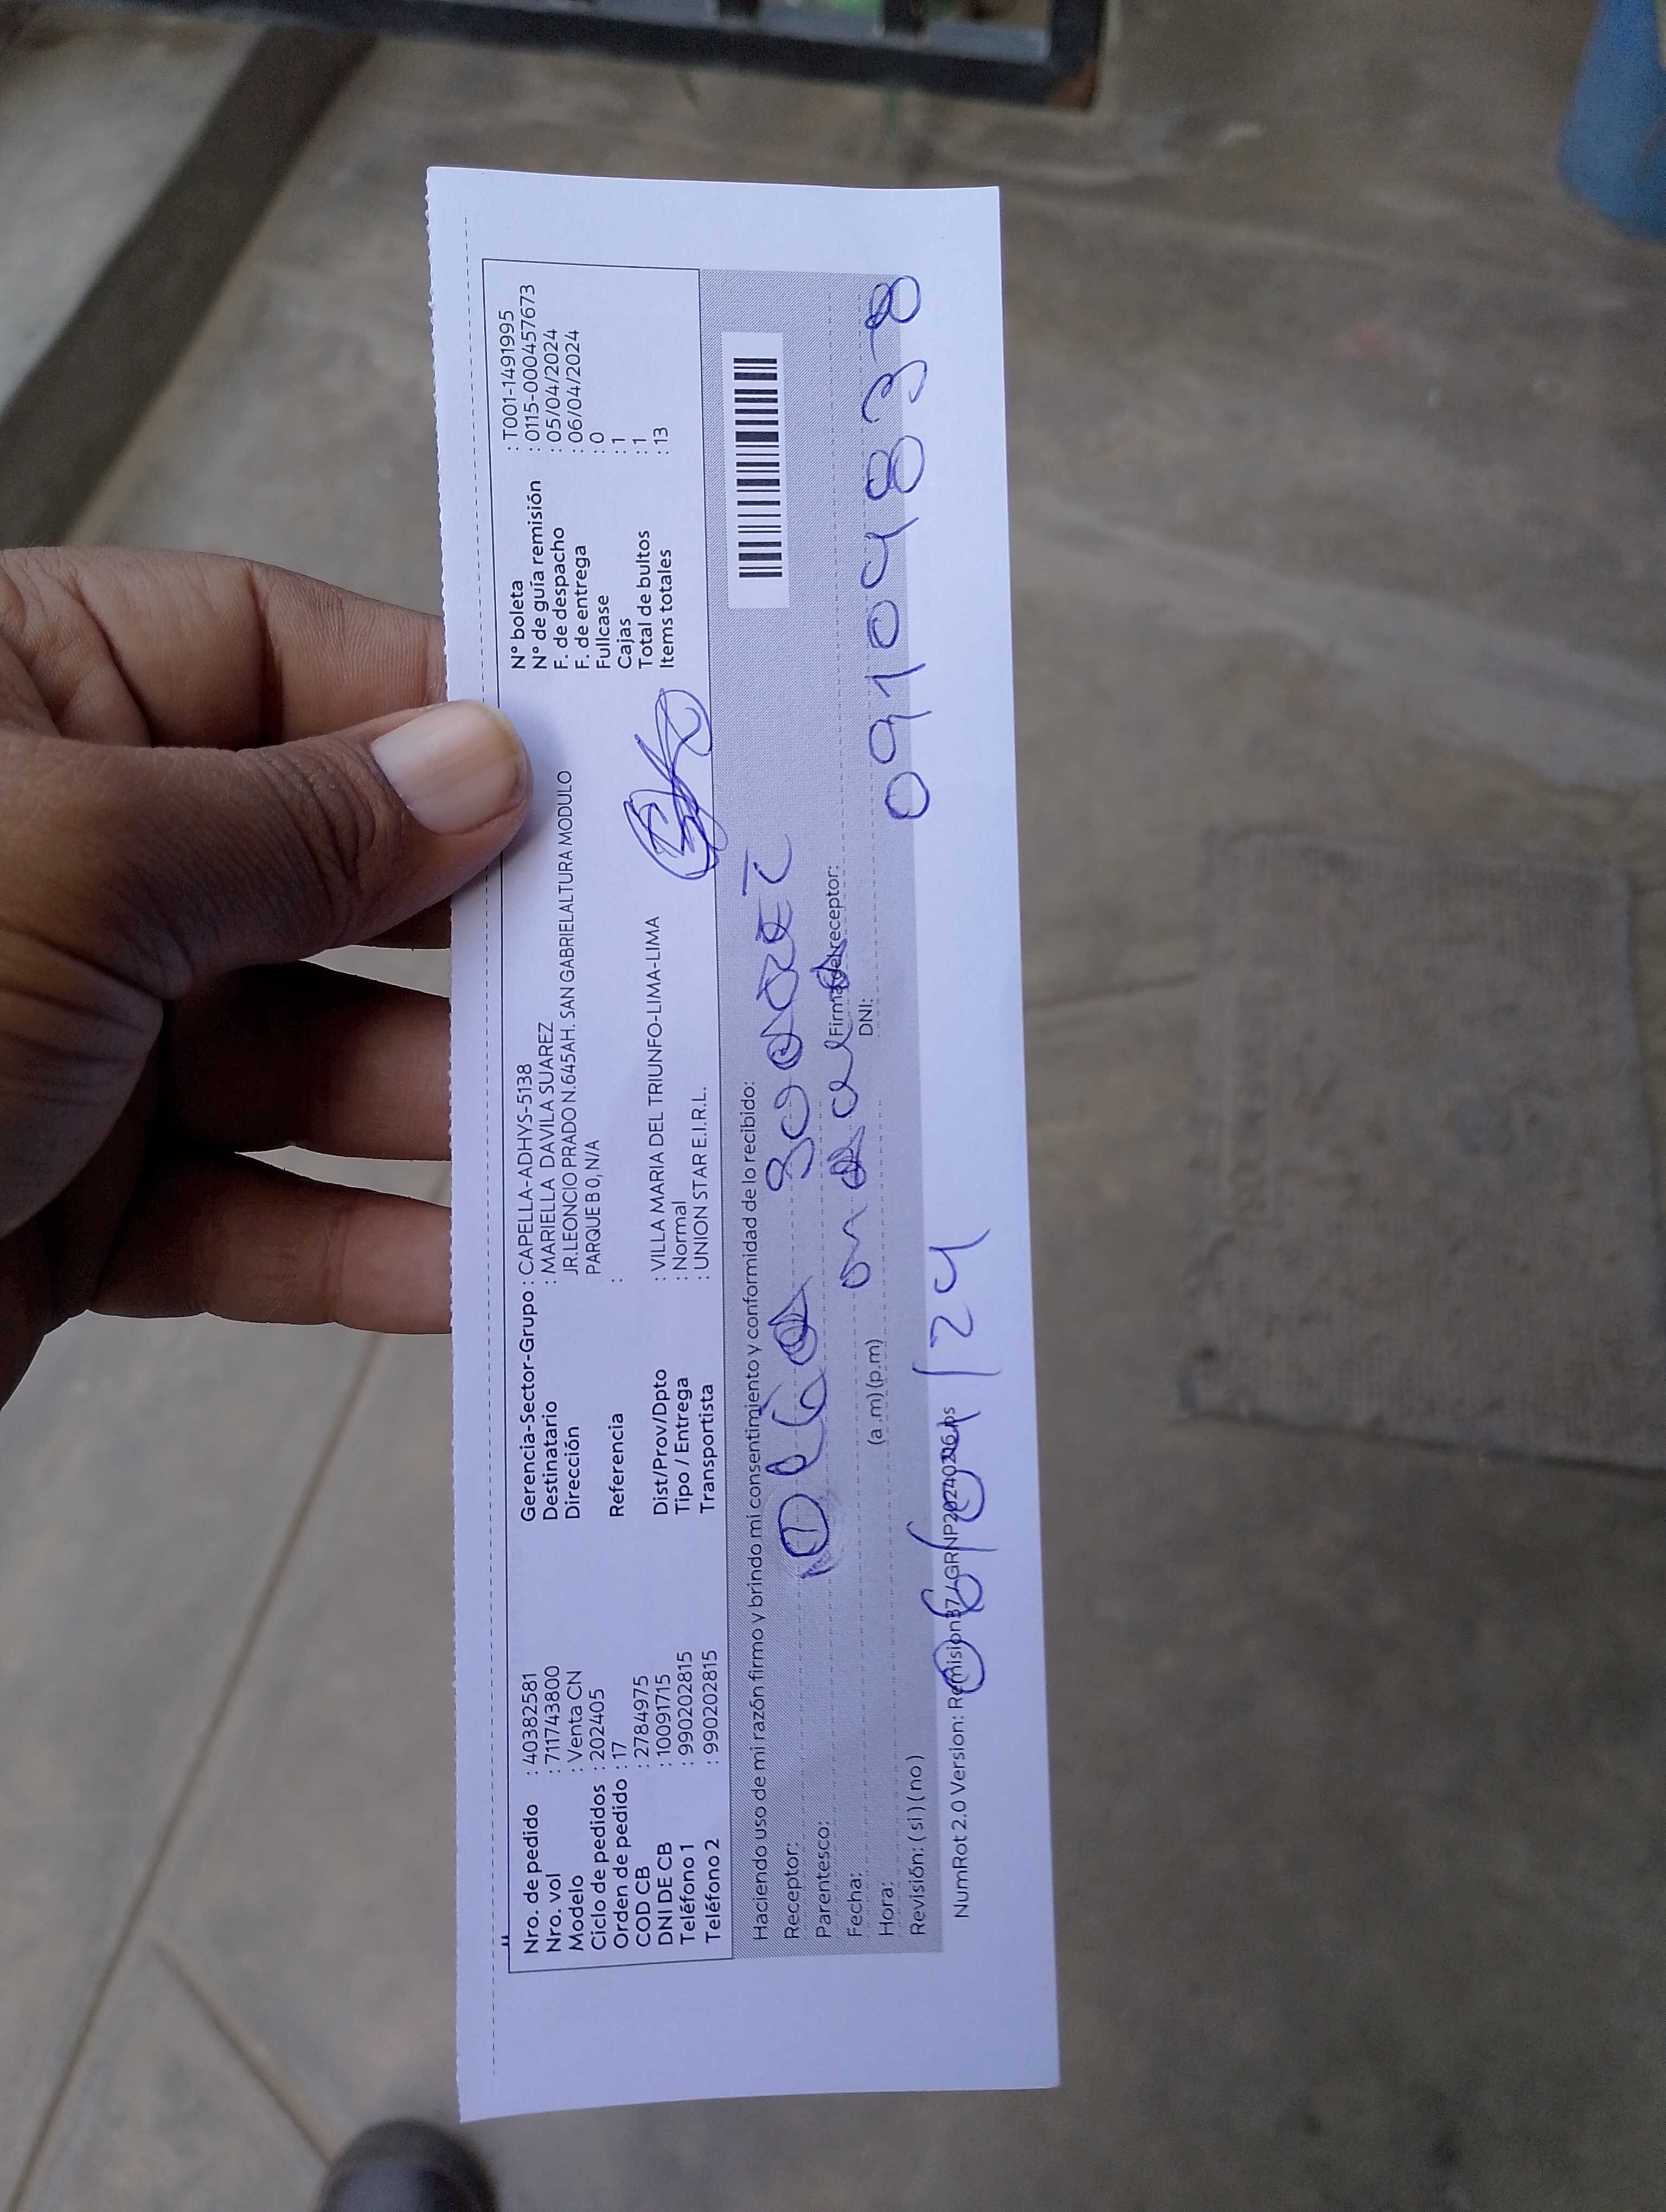 Nro. de pedido : 40382581
Nro. vol : 711743800
Modelo : Venta CN
Ciclo de pedidos : 202405
Orden de pedido : 17
COD CB : 2784975
DNI DE CB : 10091715
Teléfono 1 : 990202815
Teléfono 2 : 990202815
Gerencia-Sector-Grupo : CAPELLA-ADHYS-5138
Destinatario : MARIELLA DAVILA SUAREZ
Dirección JR.LEONCIO PRADO N.645AH. SAN GABRIELALTURA MODULO
PARQUE B 0, N/A
Referencia :
Dist/Prov/Dpto : VILLA MARIA DEL TRIUNFO-LIMA-LIMA
Tipo / Entrega : Normal
Transportista : UNION STAR E.I.R.L.
N° boleta : T001-1491995
N° de guía remisión : 0115-0000457673
F. de despacho : 05/04/2024
F. de entrega : 06/04/2024
Fullcase : 0
Cajas : 1
Total de bultos : 1
Items totales : 13
Haciendo uso de mi razón firmo y brindo mi consentimiento y conformidad de lo recibido:
Receptor: Olga
Parentesco:
Firma del receptor:
Fecha:
DNI: 09104838
Hora: (a.m) (p.m)
Revisión: ( si ) ( no )
06/04/24
NumRot 2.0 Version: